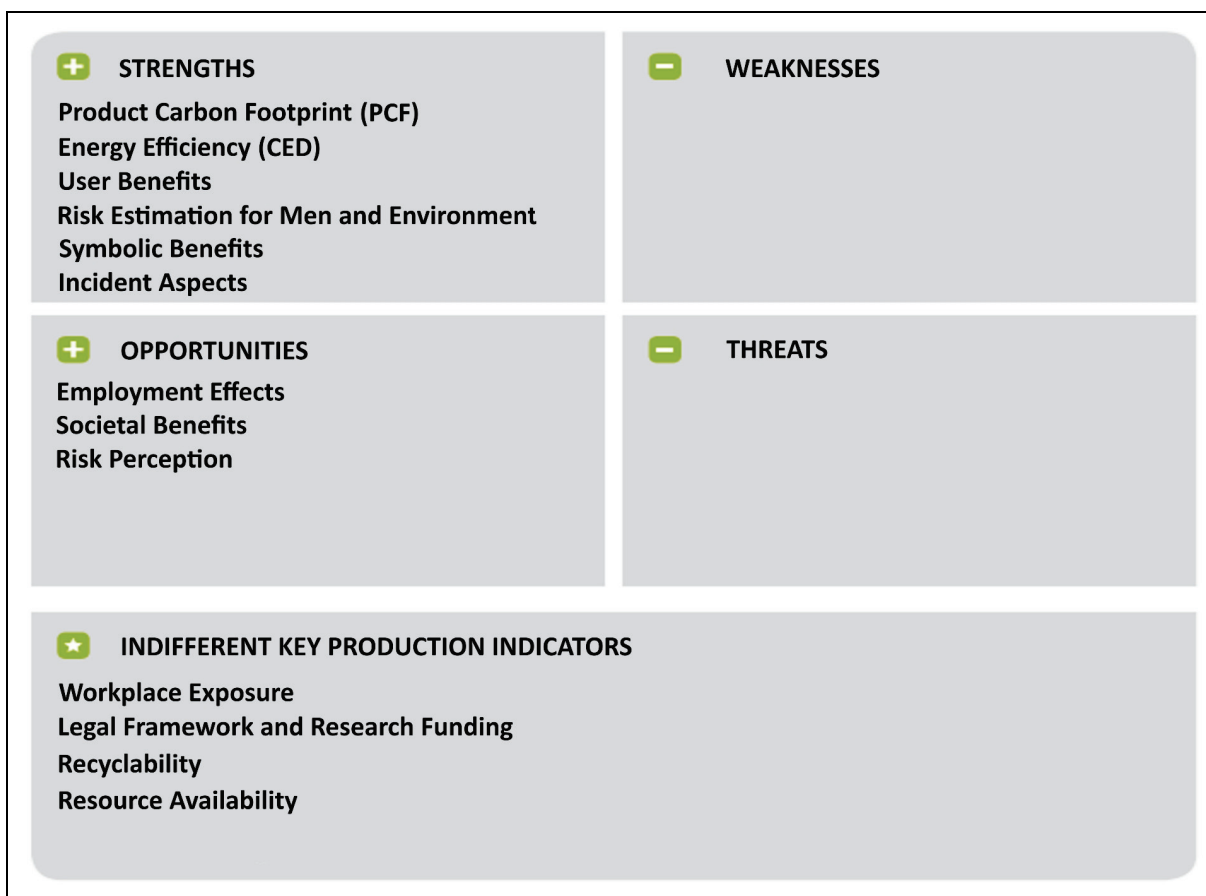 STRENGTHS
Product Carbon Footprint (PCF)
Energy Efficiency (CED)
User Benefits
Risk Estimation for Men and Environment
Symbolic Benefits
Incident Aspects
WEAKNESSES
OPPORTUNITIES
Employment Effects
Societal Benefits
Risk Perception
THREATS
INDIFFERENT KEY PRODUCTION INDICATORS
Workplace Exposure
Legal Framework and Research Funding
Recyclability
Resource Availability